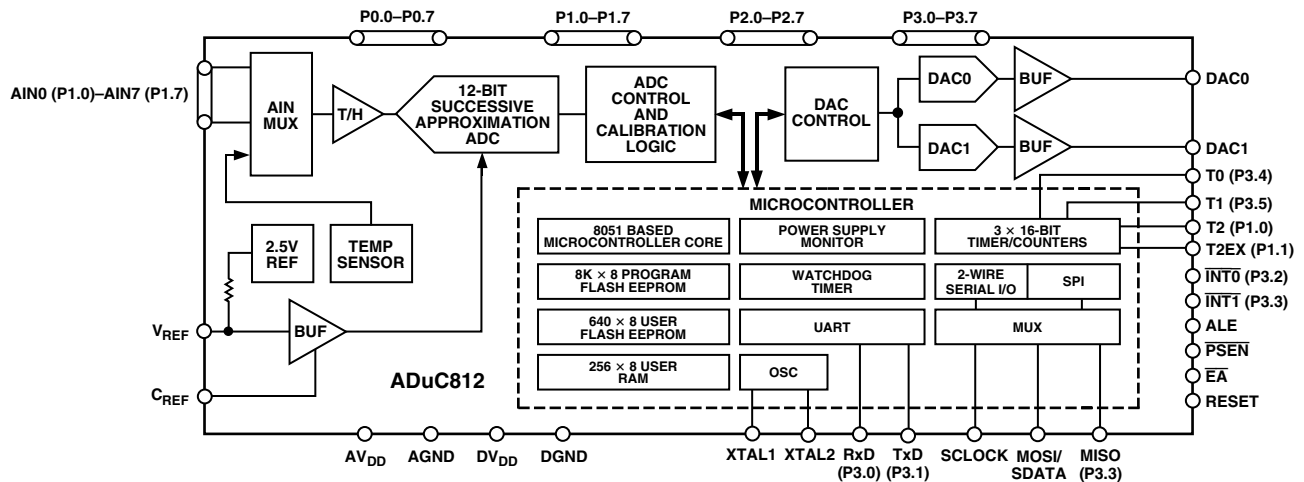 P0.0–P0.7
P1.0–P1.7
P2.0–P2.7
P3.0–P3.7
AIN0 (P1.0)–AIN7 (P1.7)
AIN
MUX
T/H
12-BIT
SUCCESSIVE
APPROXIMATION
ADC
ADC
CONTROL
AND
CALIBRATION
LOGIC
DAC
CONTROL
DAC0
BUF
DAC0
DAC1
BUF
DAC1
T0 (P3.4)
T1 (P3.5)
T2 (P1.0)
T2EX (P1.1)
INT0 (P3.2)
INT1 (P3.3)
ALE
PSEN
EA
RESET
2.5V
REF
TEMP
SENSOR
VREF
BUF
CREF
ADuC812
MICROCONTROLLER
8051 BASED
MICROCONTROLLER CORE
POWER SUPPLY
MONITOR
3 × 16-BIT
TIMER/COUNTERS
8K × 8 PROGRAM
FLASH EEPROM
WATCHDOG
TIMER
2-WIRE
SERIAL I/O
SPI
640 × 8 USER
FLASH EEPROM
UART
MUX
256 × 8 USER
RAM
OSC
AVDD
AGND
DVDD
DGND
XTAL1
XTAL2
RxD
(P3.0)
TxD
(P3.1)
SCLOCK
MOSI/
SDATA
MISO
(P3.3)